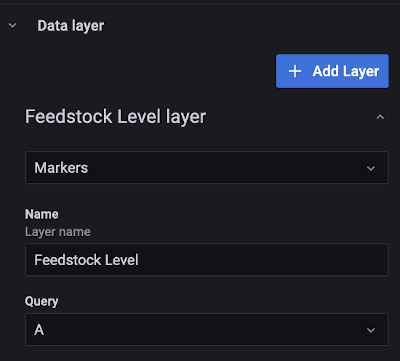 Data layer
+ Add Layer
Feedstock Level layer
Markers
Name
Layer name
Feedstock Level
Query
A